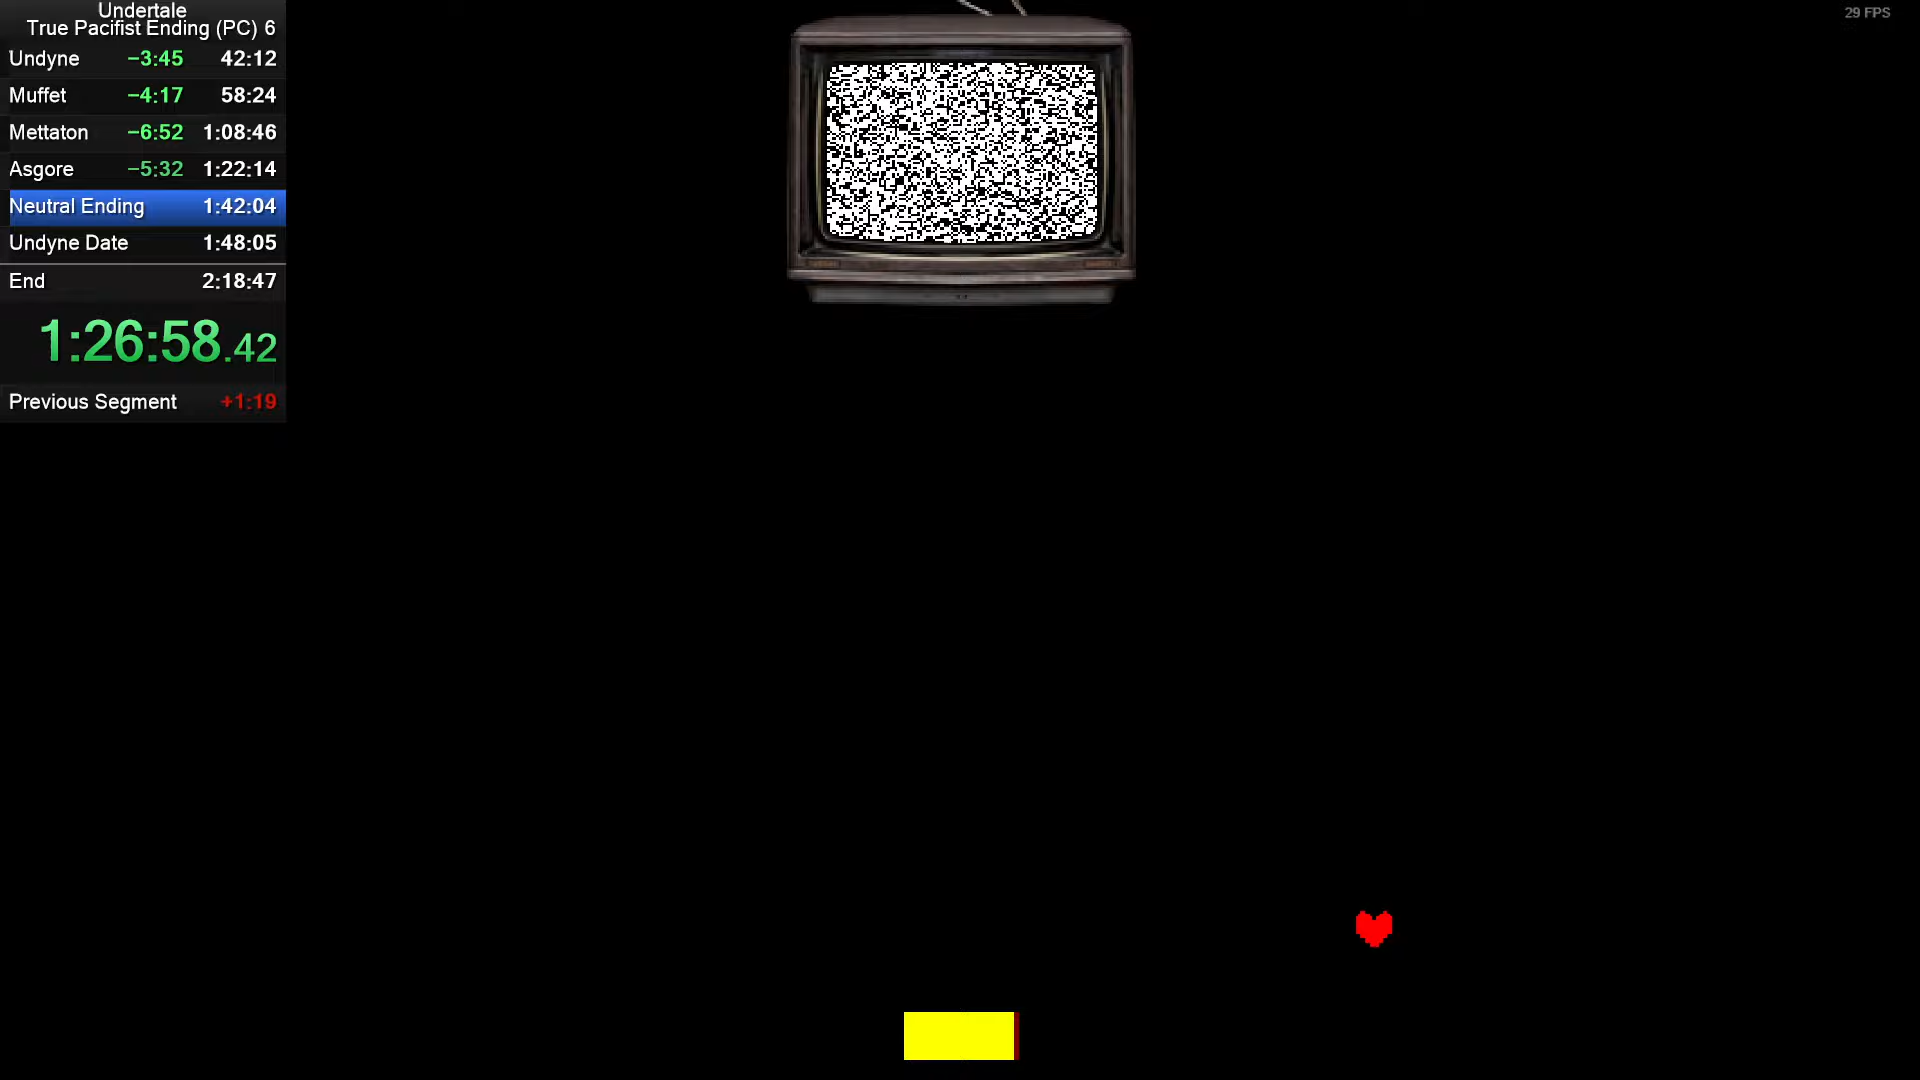 Undertale
True Pacifist Ending (PC) 6
Undyne −3:45 42:12
Muffet −4:17 58:24
Mettaton −6:52 1:08:46
Asgore −5:32 1:22:14
Neutral Ending 1:42:04
Undyne Date 1:48:05
End 2:18:47
1:26:58.42
Previous Segment +1:19
29 FPS